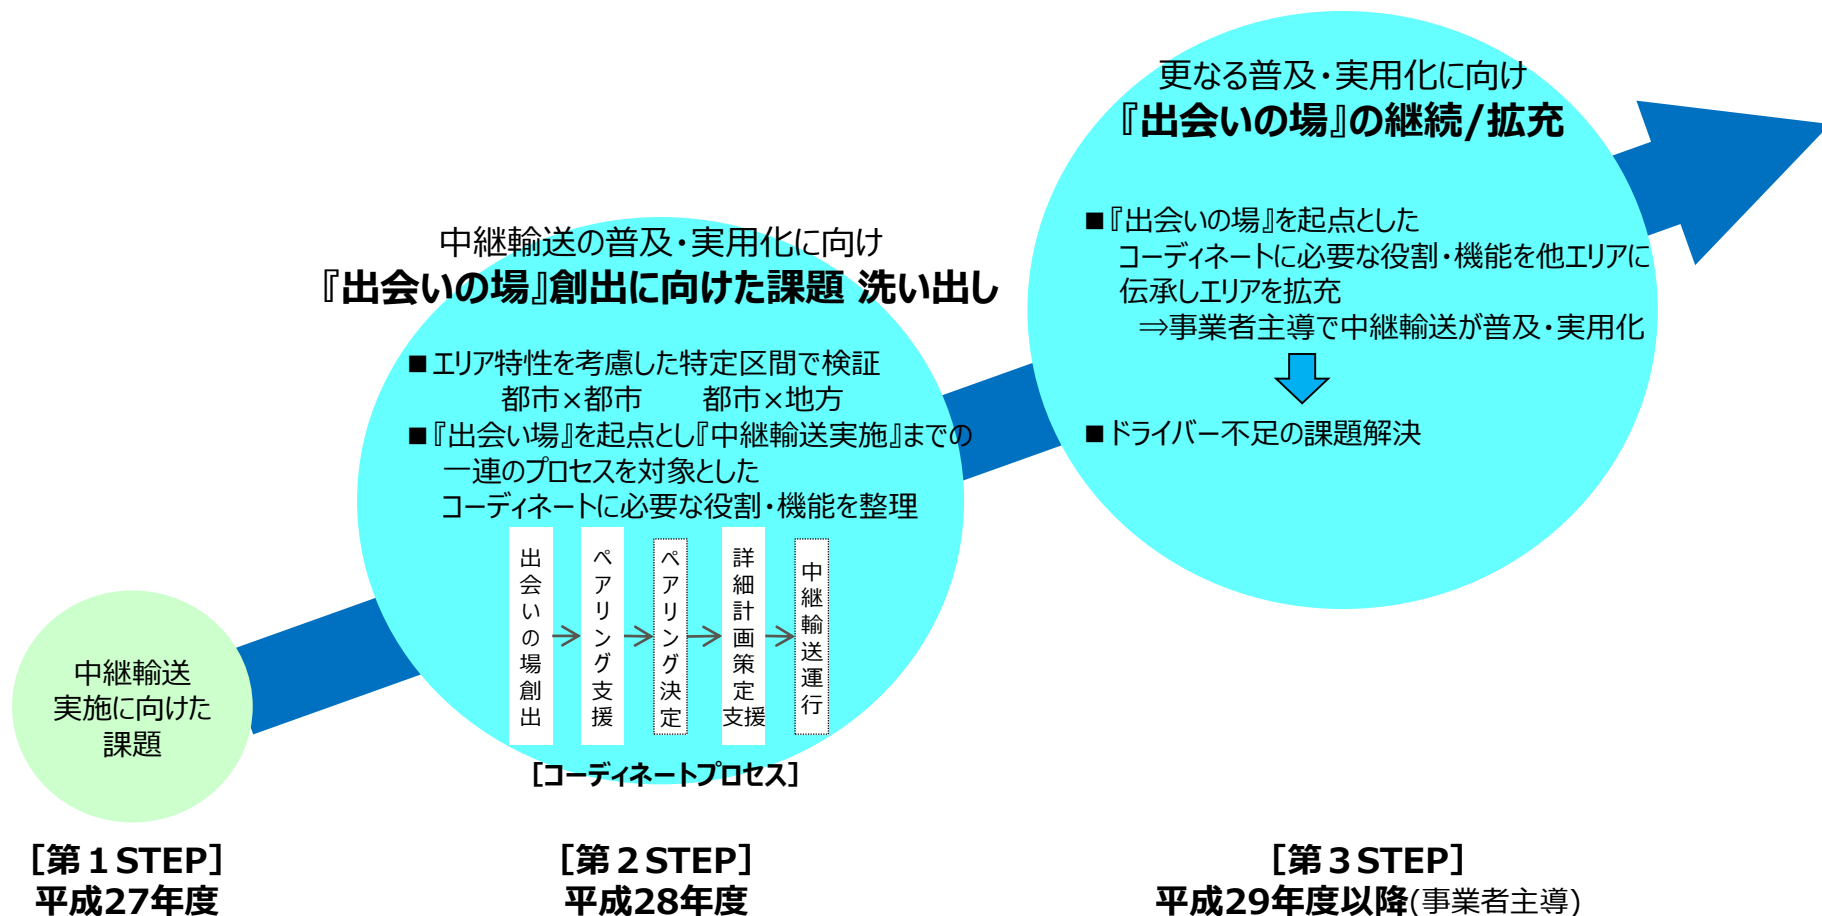 中継輸送
実施に向けた
課題
[第１STEP]
平成27年度
中継輸送の普及・実用化に向け
『出会いの場』創出に向けた課題 洗い出し
■エリア特性を考慮した特定区間で検証
都市×都市　　都市×地方
■『出会い場』を起点とし『中継輸送実施』までの
一連のプロセスを対象とした
コーディネートに必要な役割・機能を整理
出会いの場創出
ペアリング支援
ペアリング決定
詳細計画策定支援
中継輸送運行
[コーディネートプロセス]
[第２STEP]
平成28年度
更なる普及・実用化に向け
『出会いの場』の継続/拡充
■『出会いの場』を起点とした
コーディネートに必要な役割・機能を他エリアに
伝承しエリアを拡充
⇒事業者主導で中継輸送が普及・実用化
■ドライバー不足の課題解決
[第３STEP]
平成29年度以降(事業者主導)